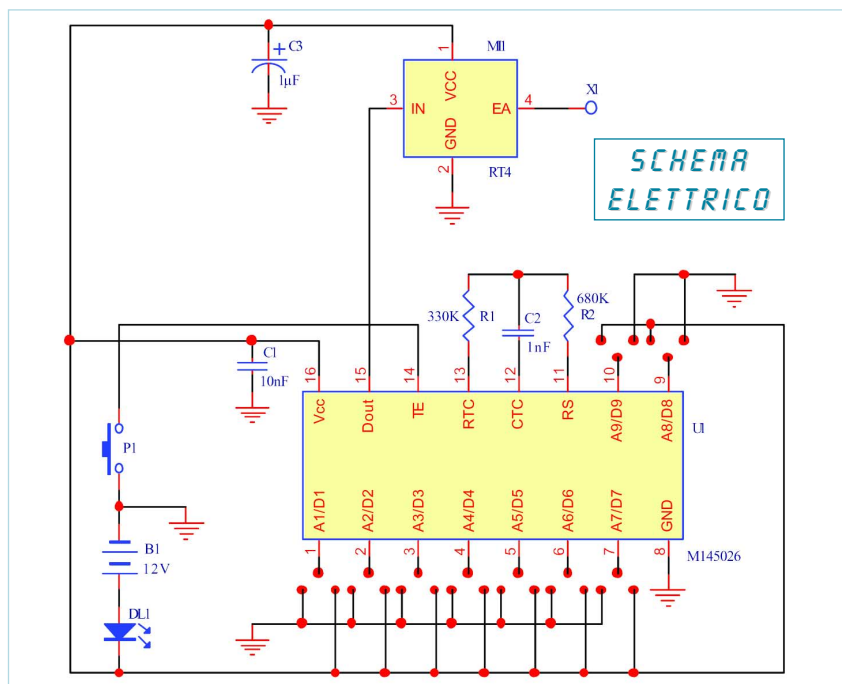 C3
1µF
1
MI1
VCC
3
IN
EA
4
X1
GND
2
RT4
SCHEMA
ELETTRICO
330K
R1
C2
1nF
680K
R2
C1
10nF
16
15
14
13
12
11
10
9
Vcc
Dout
TE
RTC
CTC
RS
A9/D9
A8/D8
U1
P1
A1/D1
A2/D2
A3/D3
A4/D4
A5/D5
A6/D6
A7/D7
GND
1
2
3
4
5
6
7
8
M145026
B1
12V
DL1